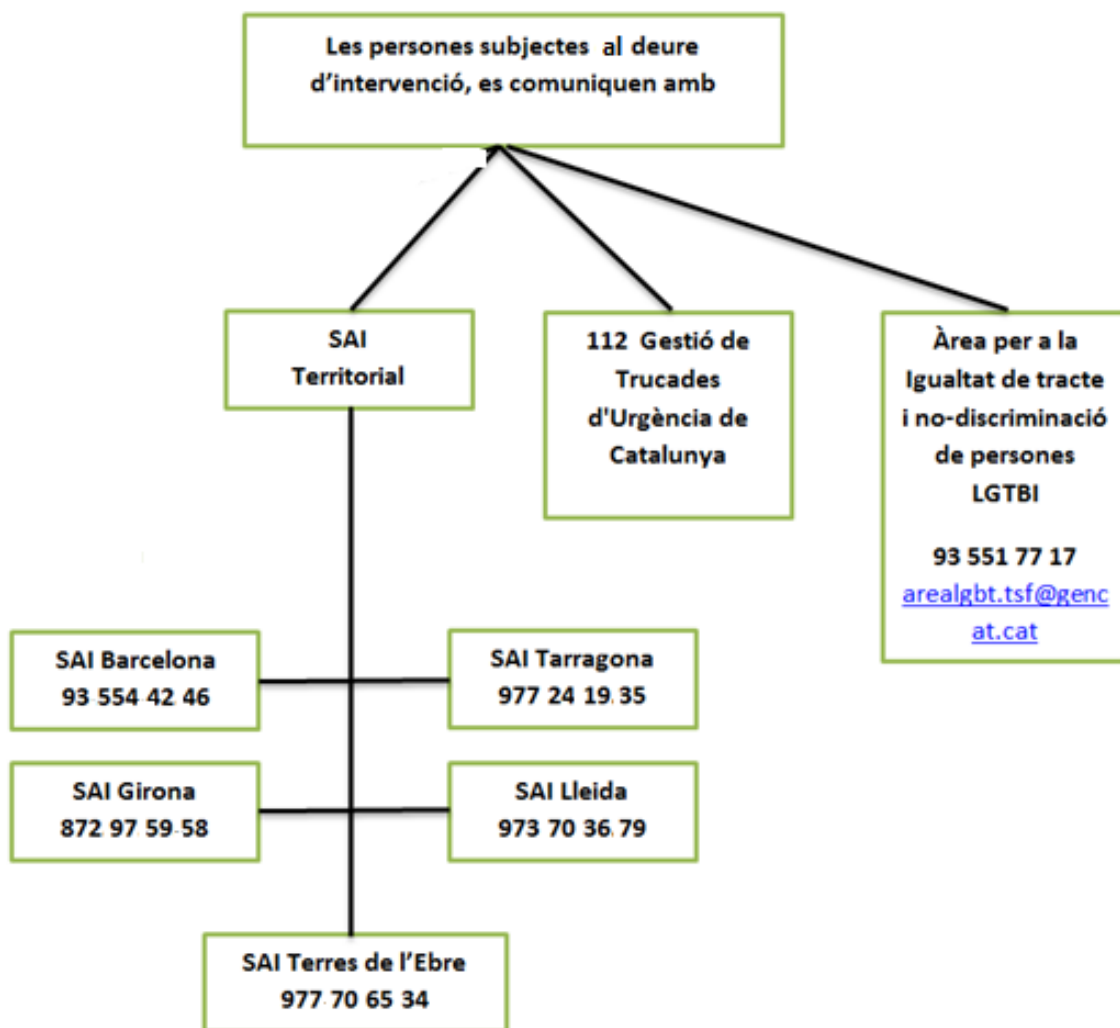 Les persones subjectes al deure
d’intervenció, es comuniquen amb
SAI
Territorial
112 Gestió de
Trucades
d'Urgència de
Catalunya
Àrea per a la
Igualtat de tracte
i no-discriminació
de persones
LGTBI
93 551 77 17
arealgbt.tsf@genc
at.cat
SAI Barcelona
93 554 42 46
SAI Tarragona
977 24 19 35
SAI Girona
872 97 59 58
SAI Lleida
973 70 36 79
SAI Terres de l’Ebre
977 70 65 34